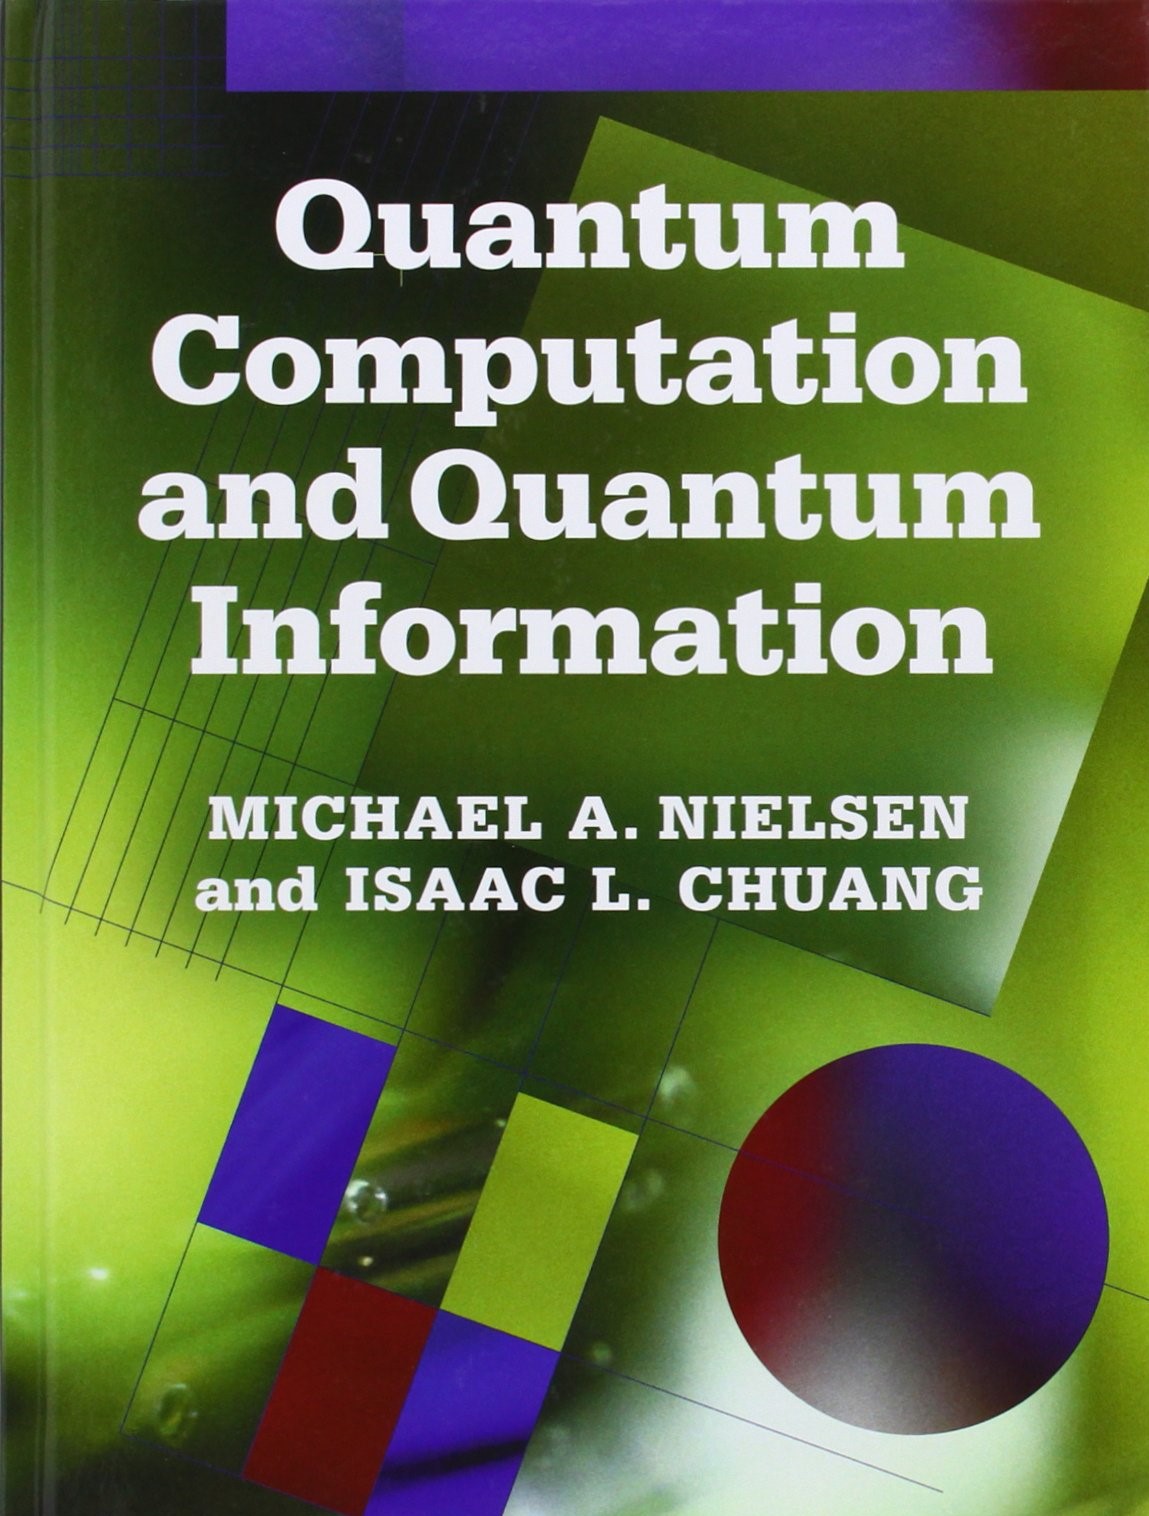 Quantum
Computation
and Quantum
Information
MICHAEL A. NIELSEN
and ISAAC L. CHUANG